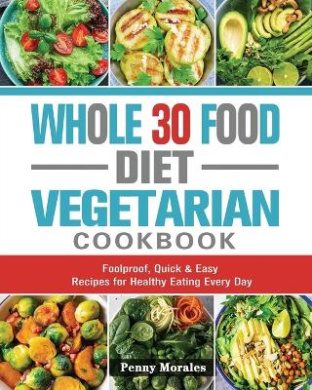 WHOLE 30 FOOD
DIET
VEGETARIAN
COOKBOOK
Foolproof, Quick & Easy
Recipes for Healthy Eating Every Day
Penny Morales